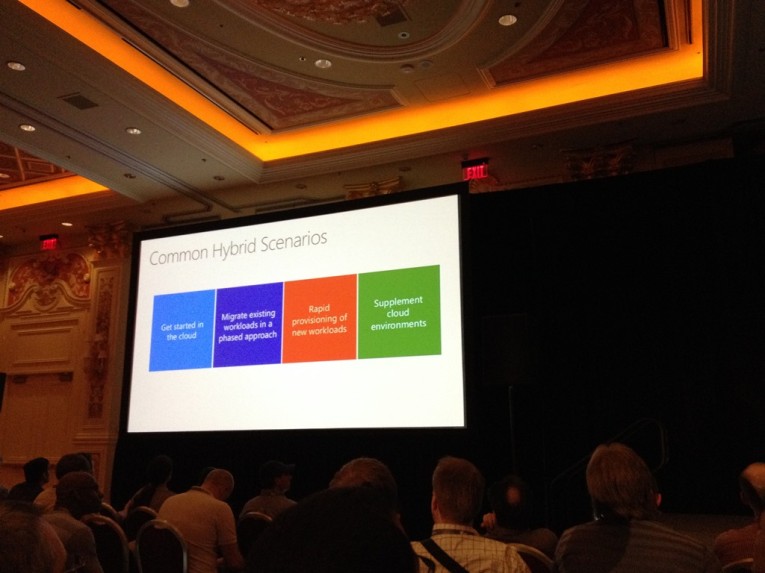 EXIT
EXIT
Common Hybrid Scenarios
Get started in
the cloud
Migrate existing
workloads in a
phased approach
Rapid
provisioning of
new workloads
Supplement
cloud
environments